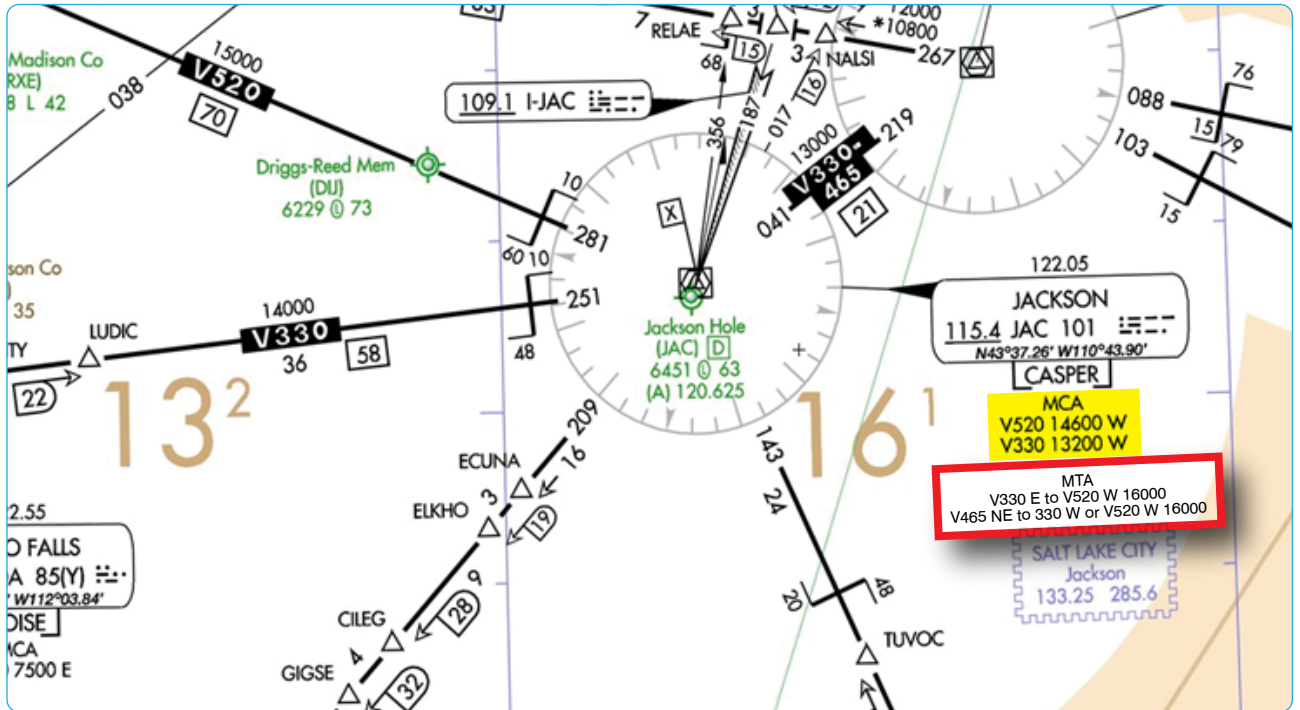 7
RELAE
3
12000
*10800
68
15
3
NALSI
267
Madison Co
RXE)
8 L 42
038
15000
V520
70
109.1 I-JAC
356
187
017
16
13000
V330-
465
219
041
21
088
103
76
15
79
15
Driggs-Reed Mem
(DIJ)
6229 Ⓛ 73
10
281
60
10
X
son Co
)
35
TY
LUDIC
22
14000
V330
36
58
251
48
Jackson Hole
(JAC) D
6451 Ⓛ 63
(A) 120.625
122.05
JACKSON
115.4 JAC 101
N43°37.26' W110°43.90'
CASPER
MCA
V520 14600 W
V330 13200 W
MTA
V330 E to V520 W 16000
V465 NE to 330 W or V520 W 16000
SALT LAKE CITY
Jackson
133.25 285.6
13²
16¹
209
16
ECUNA
3
ELKHO
19
9
28
CILEG
4
GIGSE
32
143
24
20
48
TUVOC
2.55
O FALLS
A 85(Y)
' W112°03.84'
OISE
MCA
7500 E